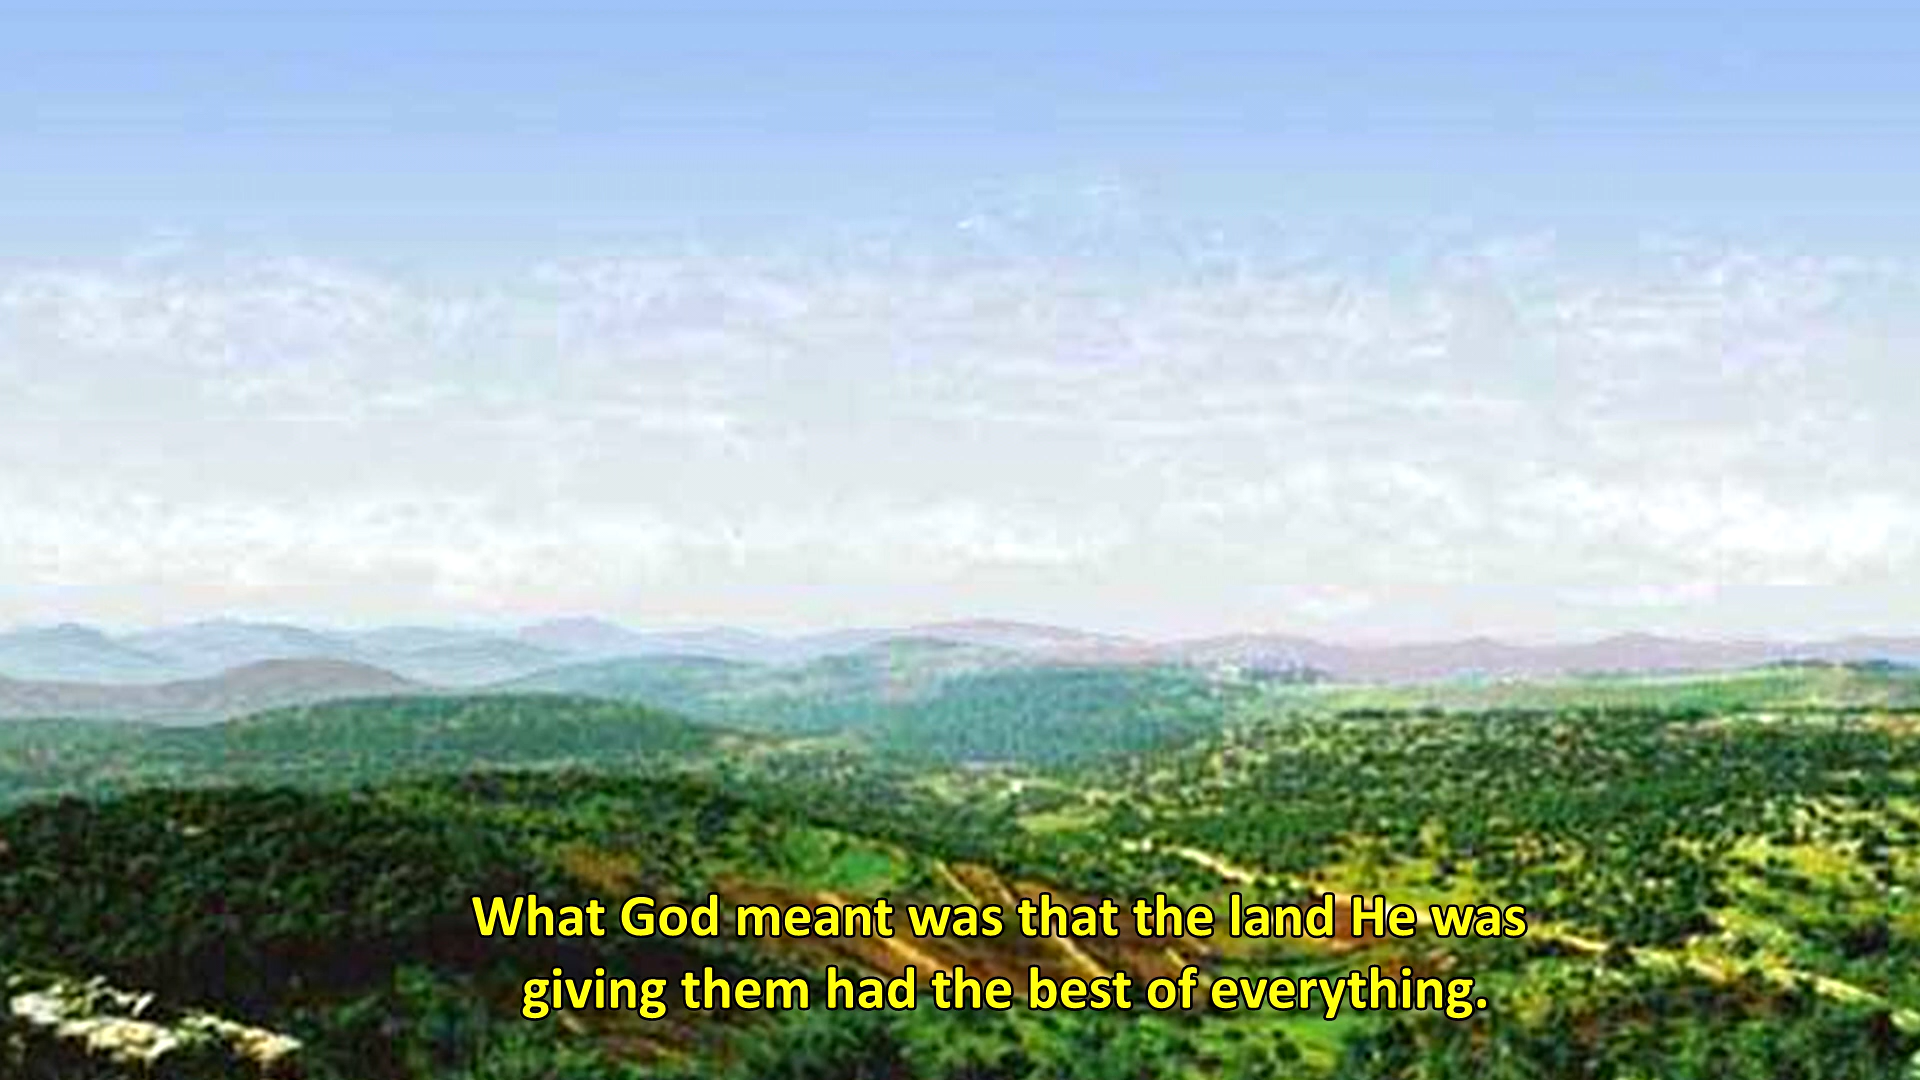 What God meant was that the land He was
giving them had the best of everything.